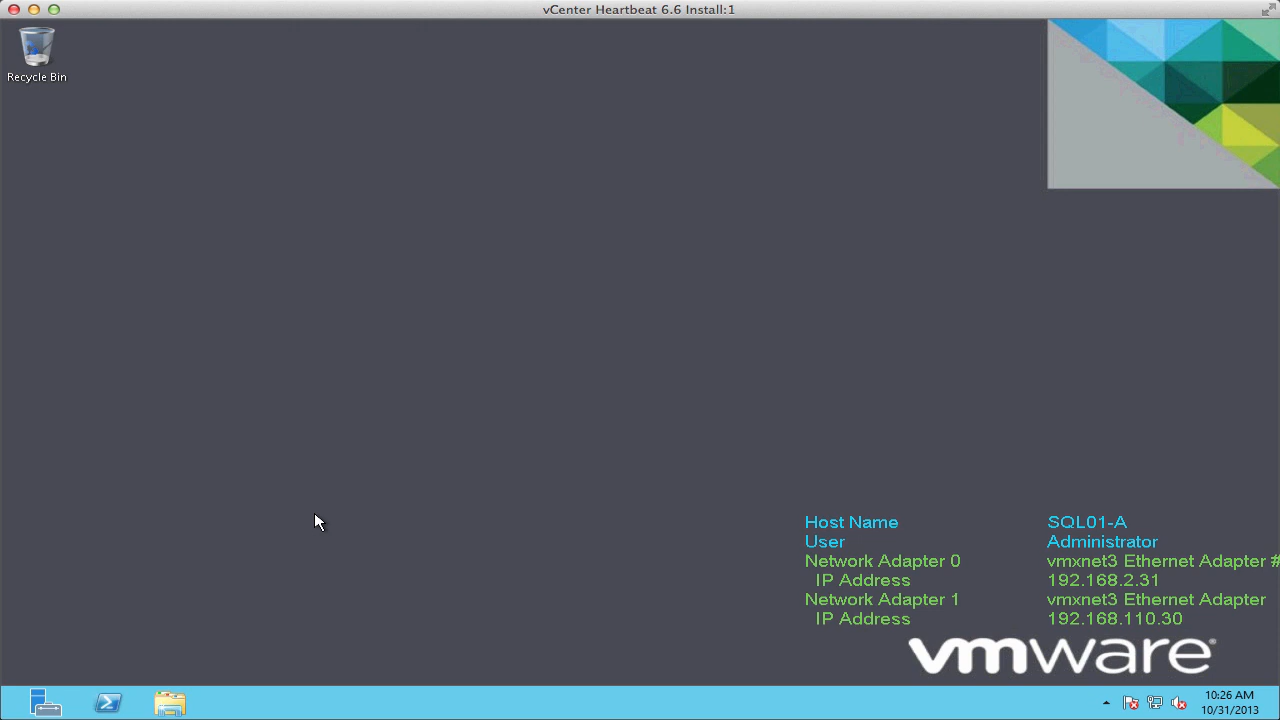 vCenter Heartbeat 6.6 Install:1
Recycle Bin
Host Name SQL01-A
User Administrator
Network Adapter 0 vmxnet3 Ethernet Adapter #
IP Address 192.168.2.31
Network Adapter 1 vmxnet3 Ethernet Adapter
IP Address 192.168.110.30
vmware®
10:26 AM
10/31/2013